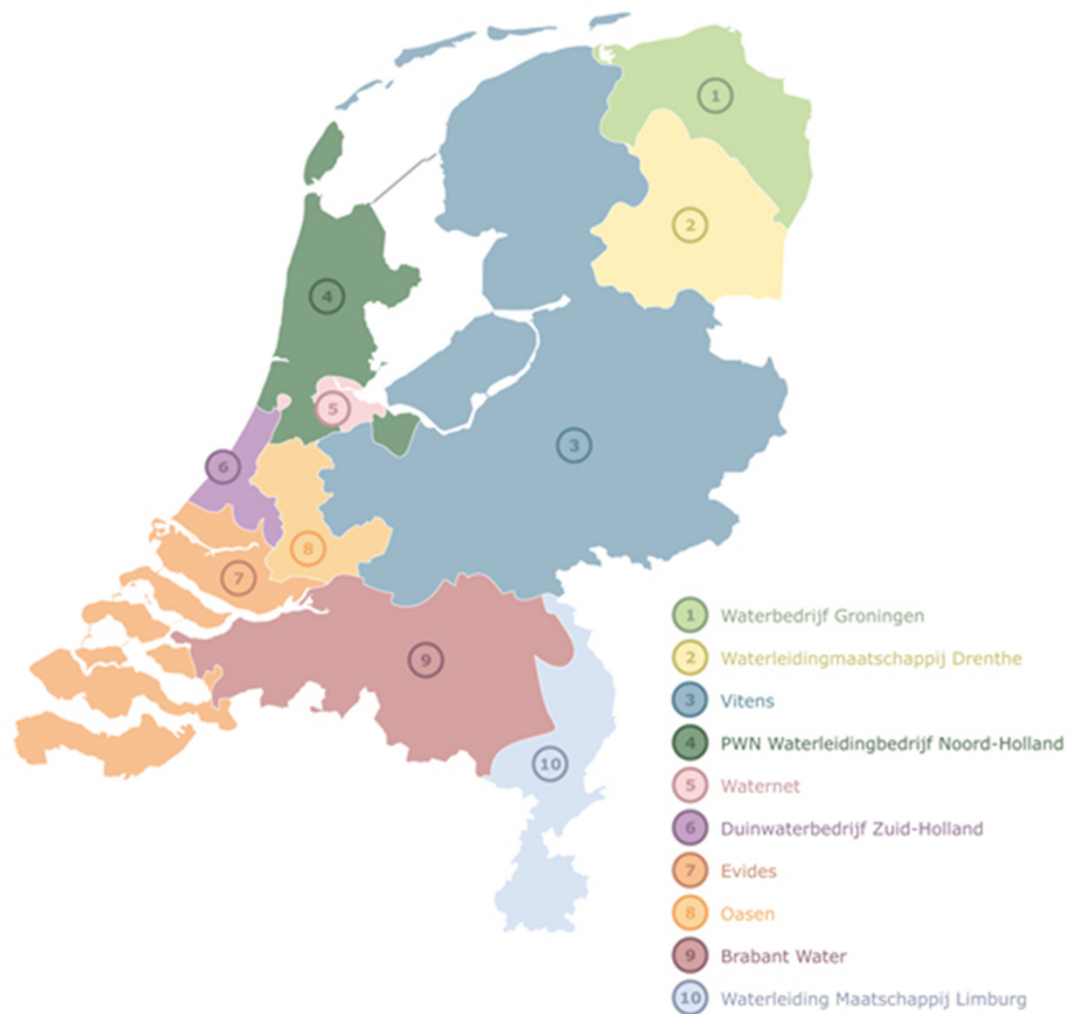 1
2
4
5
3
6
8
7
9
10
1 Waterbedrijf Groningen
2 Waterleidingmaatschappij Drenthe
3 Vitens
4 PWN Waterleidingbedrijf Noord-Holland
5 Waternet
6 Duinwaterbedrijf Zuid-Holland
7 Evides
8 Oasen
9 Brabant Water
10 Waterleiding Maatschappij Limburg